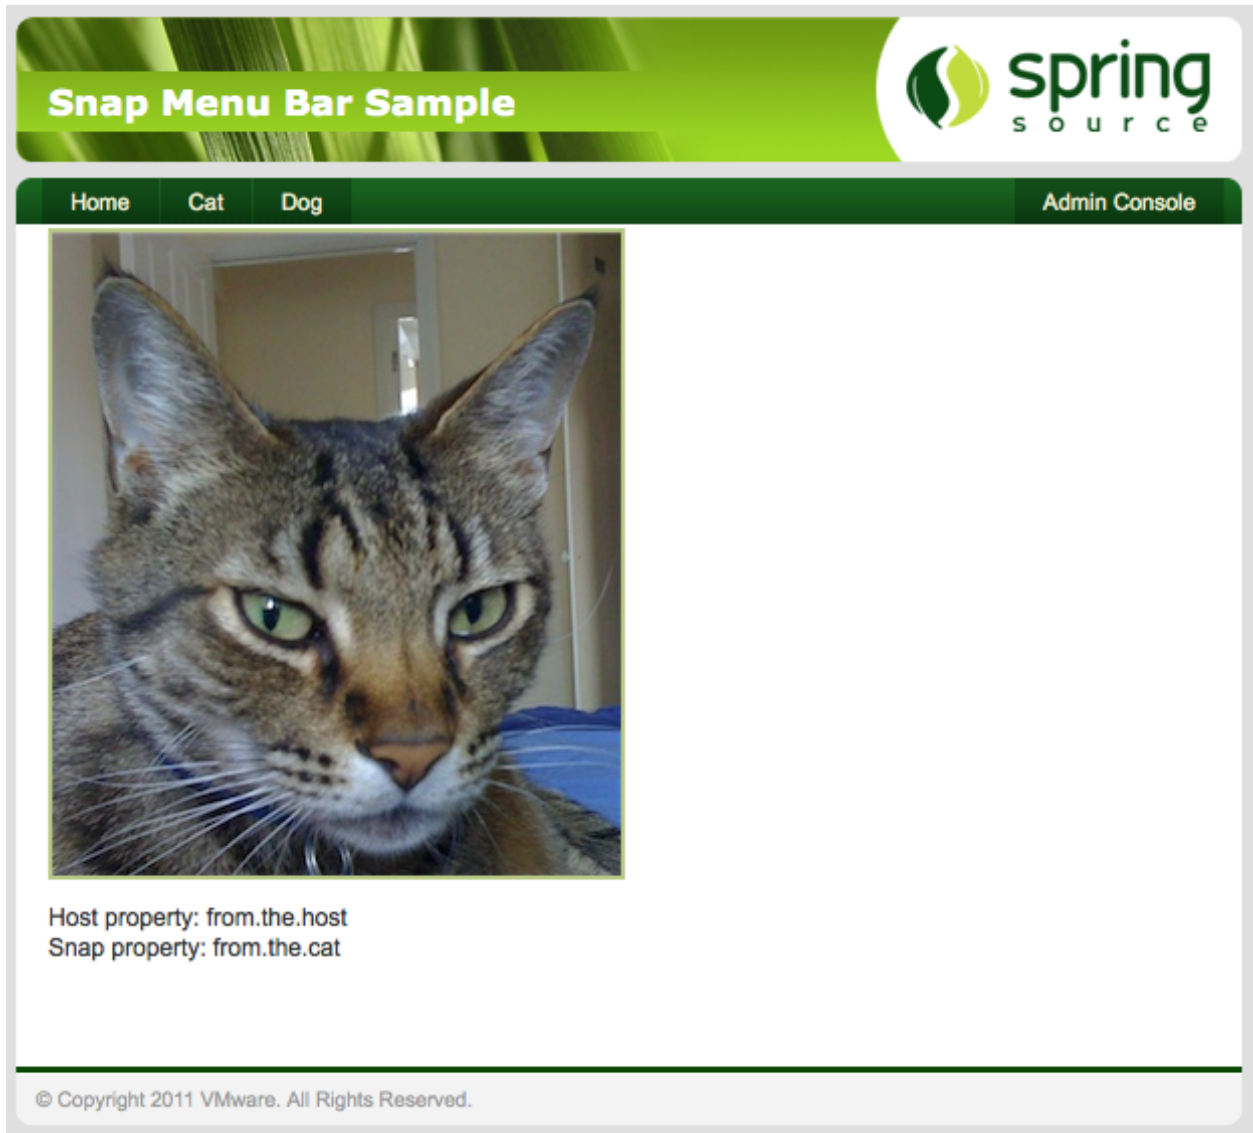 Snap Menu Bar Sample
spring
source
Home Cat Dog Admin Console
Host property: from.the.host
Snap property: from.the.cat
© Copyright 2011 VMware. All Rights Reserved.